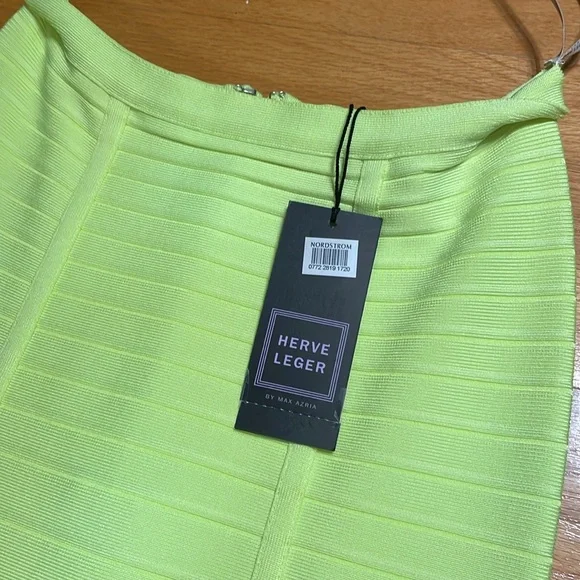 NORDSTROM
0772 2819 1720
HERVE
LEGER
BY MAX AZRIA